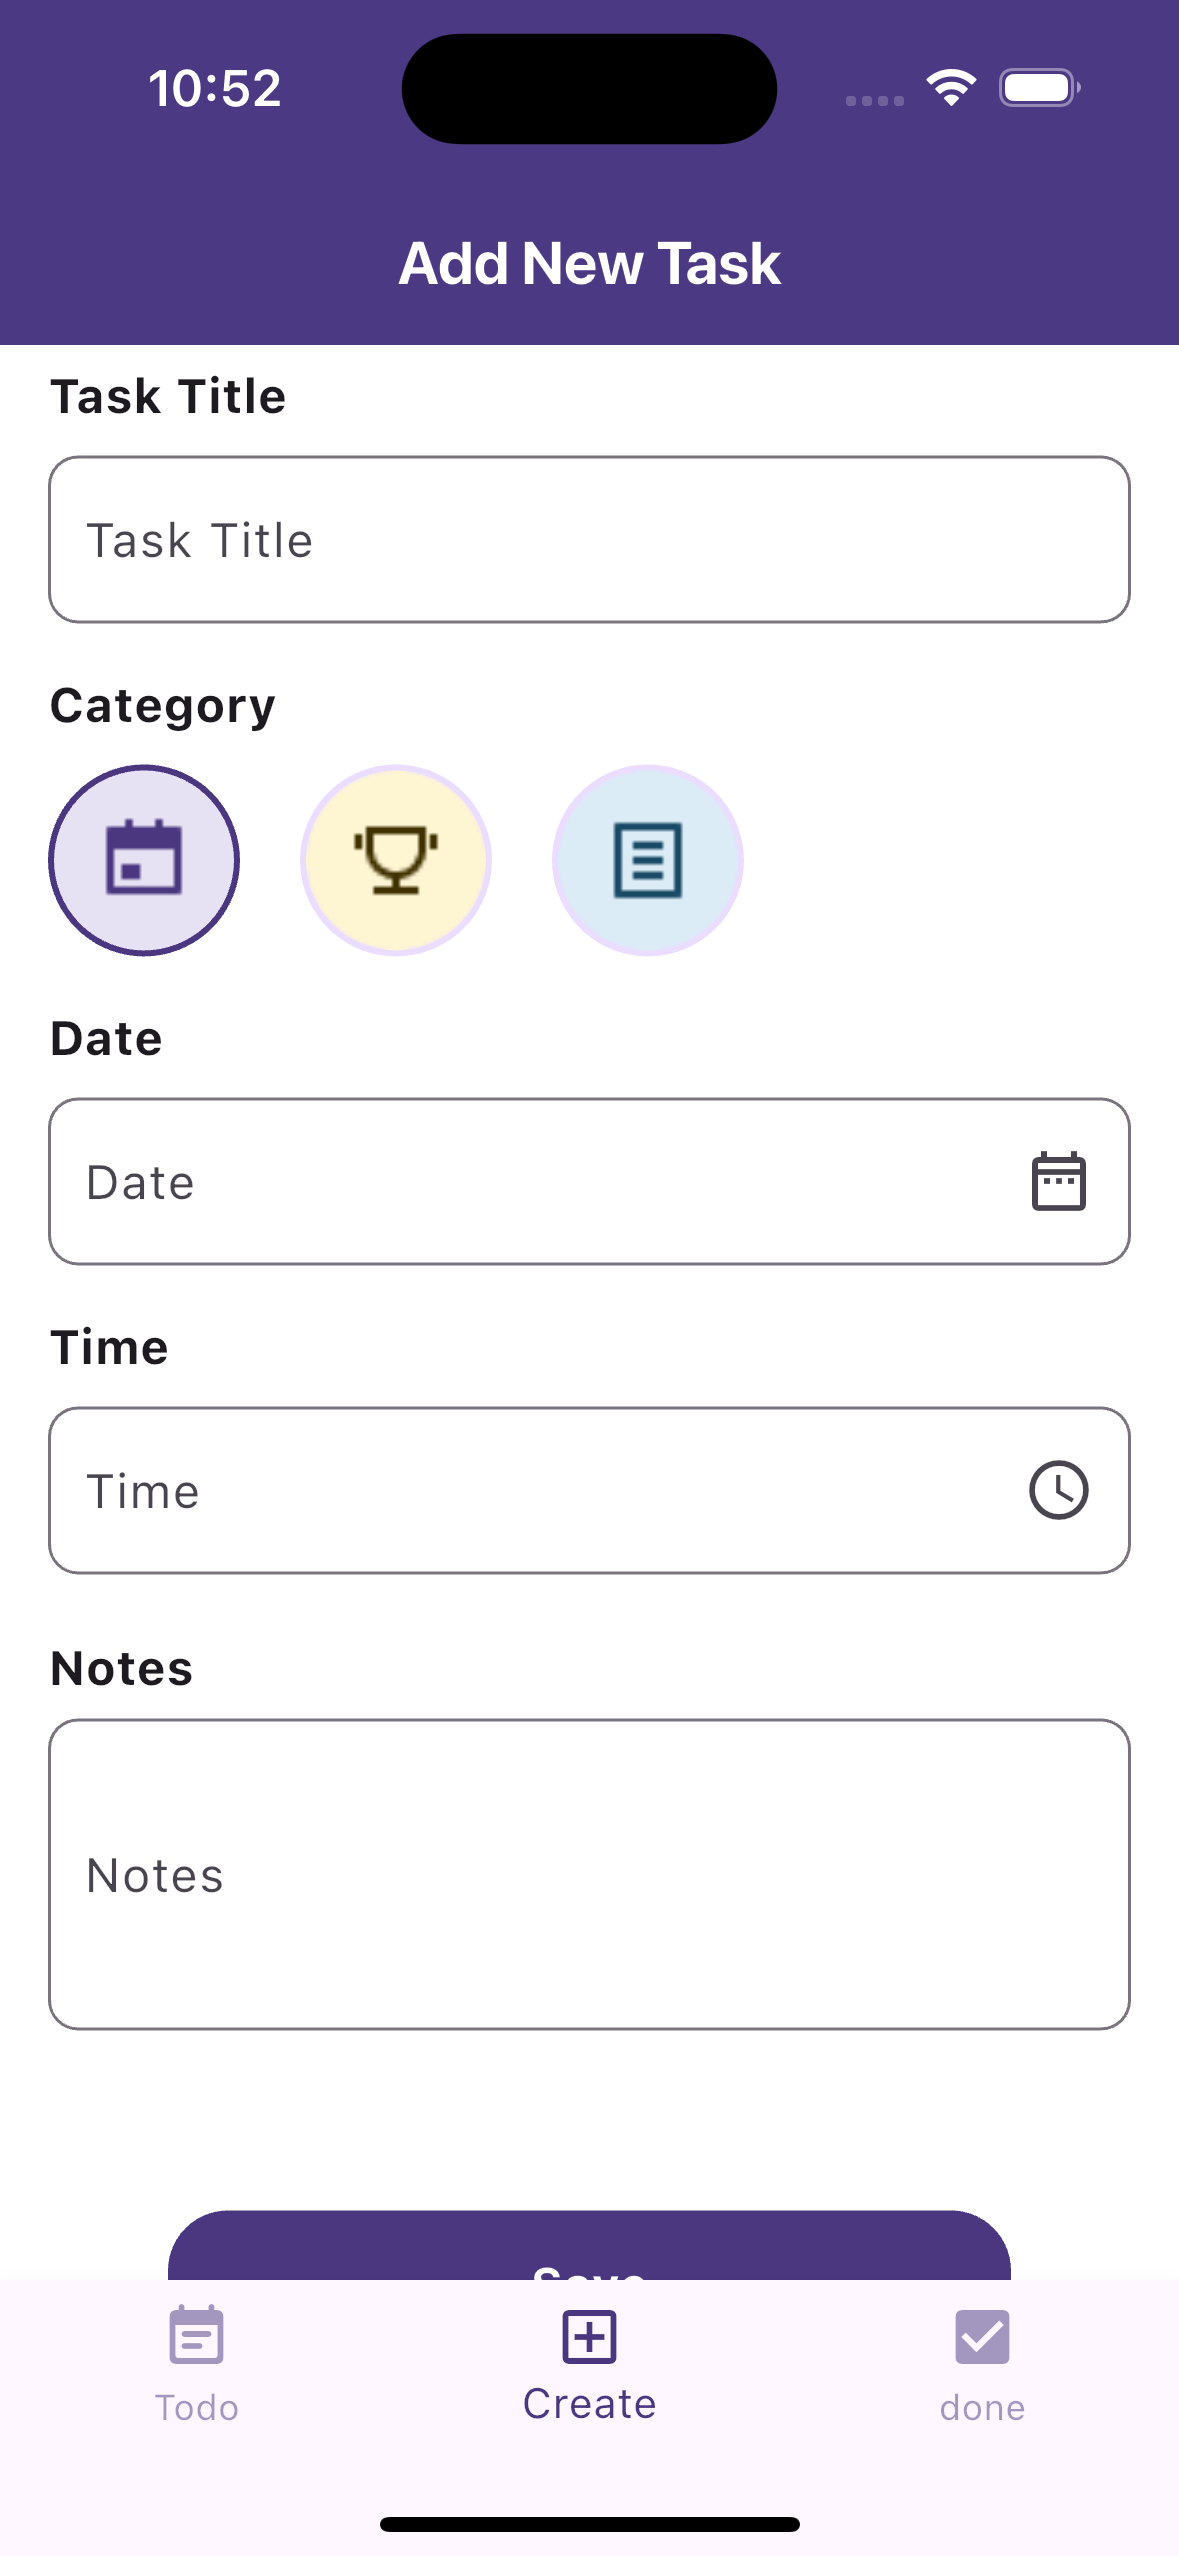 10:52
Add New Task
Task Title
Task Title
Category
Date
Date
Time
Time
Notes
Notes
Save
Todo
Create
done